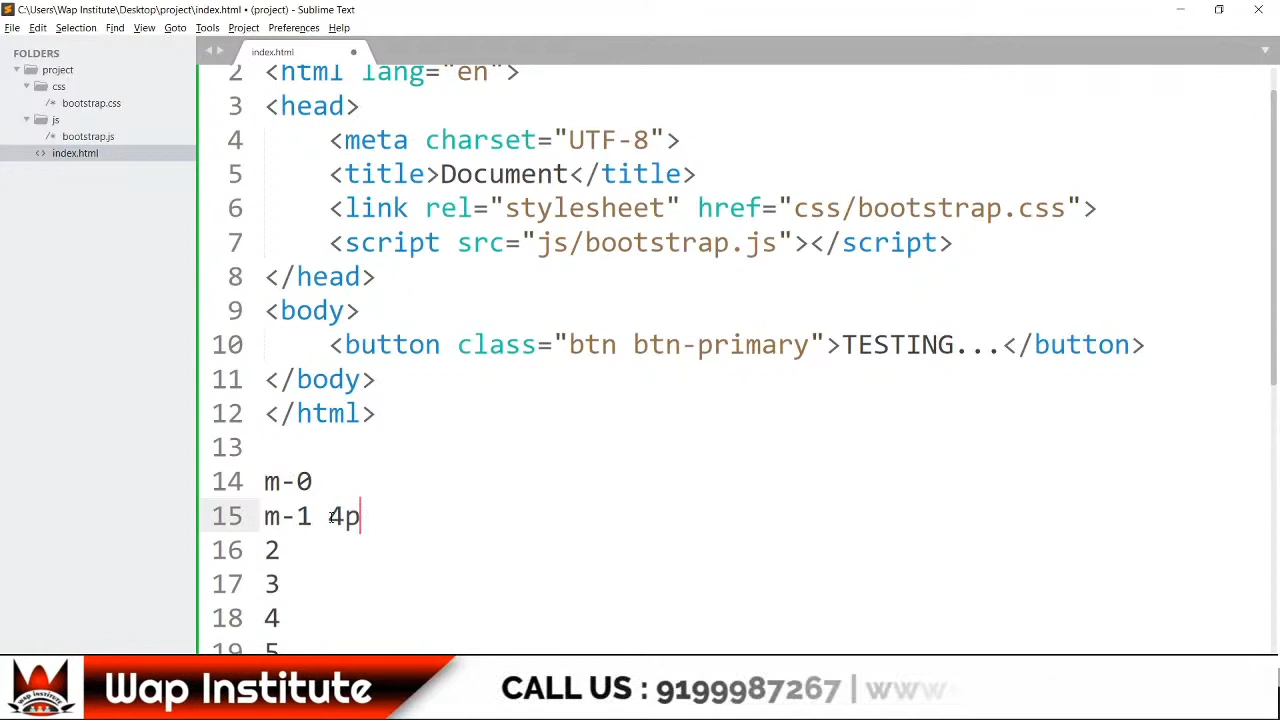 C:\Users\Wap Institute\Desktop\project\index.html • (project) - Sublime Text
File Edit Selection Find View Goto Tools Project Preferences Help
FOLDERS
project
css
/* bootstrap.css
js
/* bootstrap.js
<> index.html
index.html
2 <html lang="en">
3 <head>
4 <meta charset="UTF-8">
5 <title>Document</title>
6 <link rel="stylesheet" href="css/bootstrap.css">
7 <script src="js/bootstrap.js"></script>
8 </head>
9 <body>
10 <button class="btn btn-primary">TESTING...</button>
11 </body>
12 </html>
13
14 m-0
15 m-1 4p
16 2
17 3
18 4
19 5
WAP INSTITUTE
Wap Institute
CALL US : 9199987267 | www